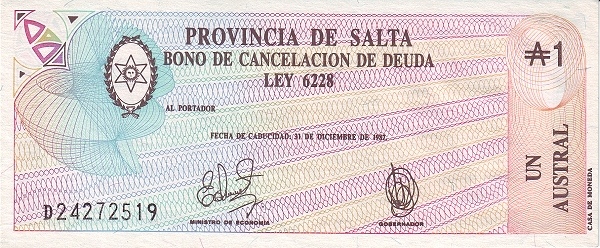 PROVINCIA DE SALTA
BONO DE CANCELACION DE DEUDA
LEY 6228
₳1
AL PORTADOR
FECHA DE CADUCIDAD: 31 DE DICIEMBRE DE 1987
D24272519
MINISTRO DE ECONOMIA
GOBERNADOR
UN
AUSTRAL
CASA DE MONEDA